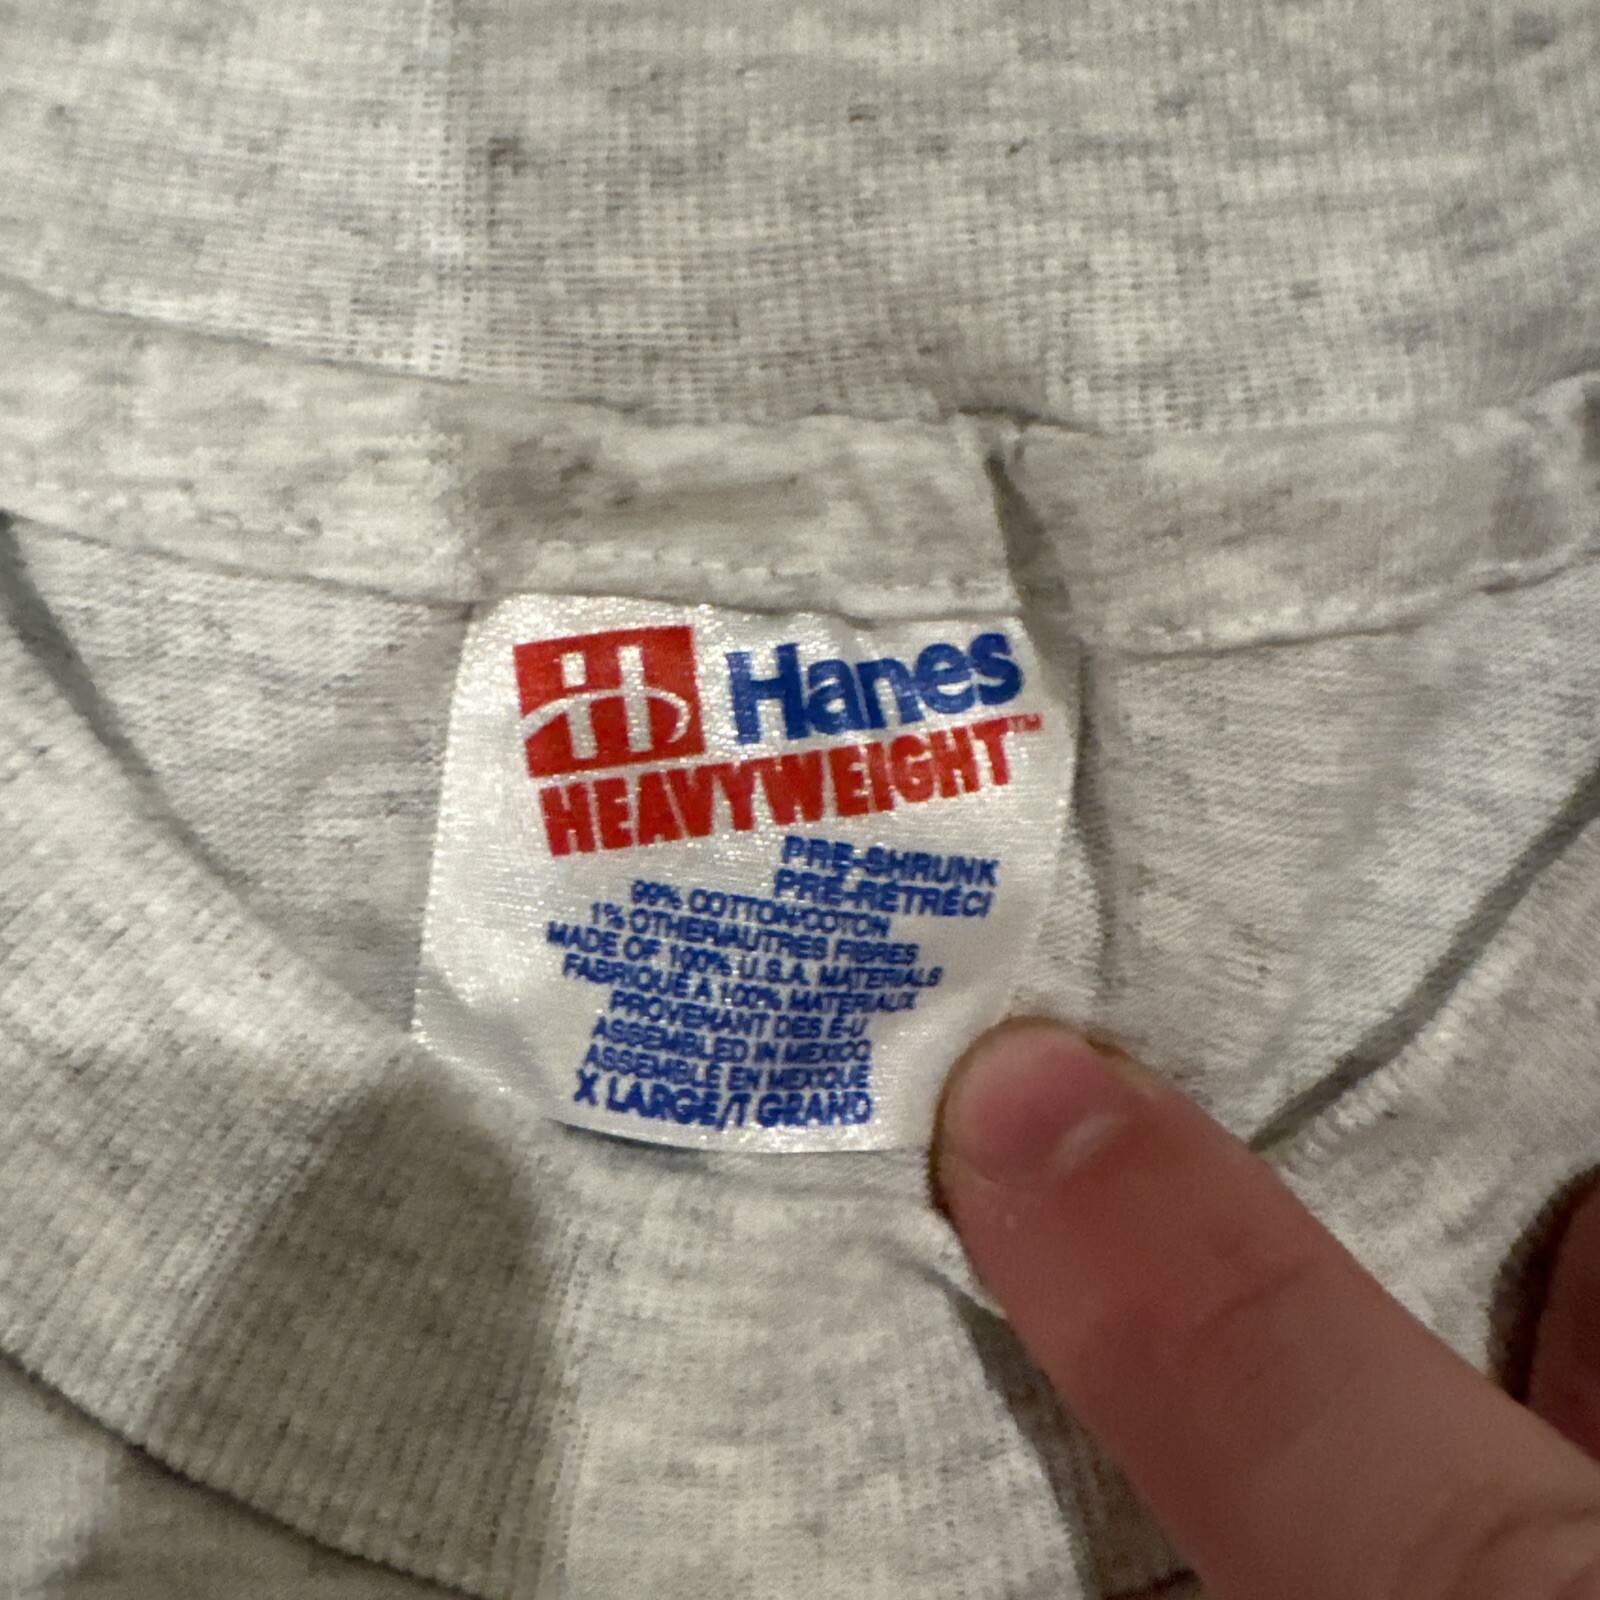 H Hanes
HEAVYWEIGHT™
PRE-SHRUNK
PRÉ-RÉTRÉCI
99% COTTON/COTON
1% OTHER/AUTRES FIBRES
MADE OF 100% U.S.A. MATERIALS
FABRIQUÉ A 100% MATERIAUX
PROVENANT DES É-U
ASSEMBLED IN MEXICO
ASSEMBLÉ EN MEXIQUE
X LARGE/T GRAND